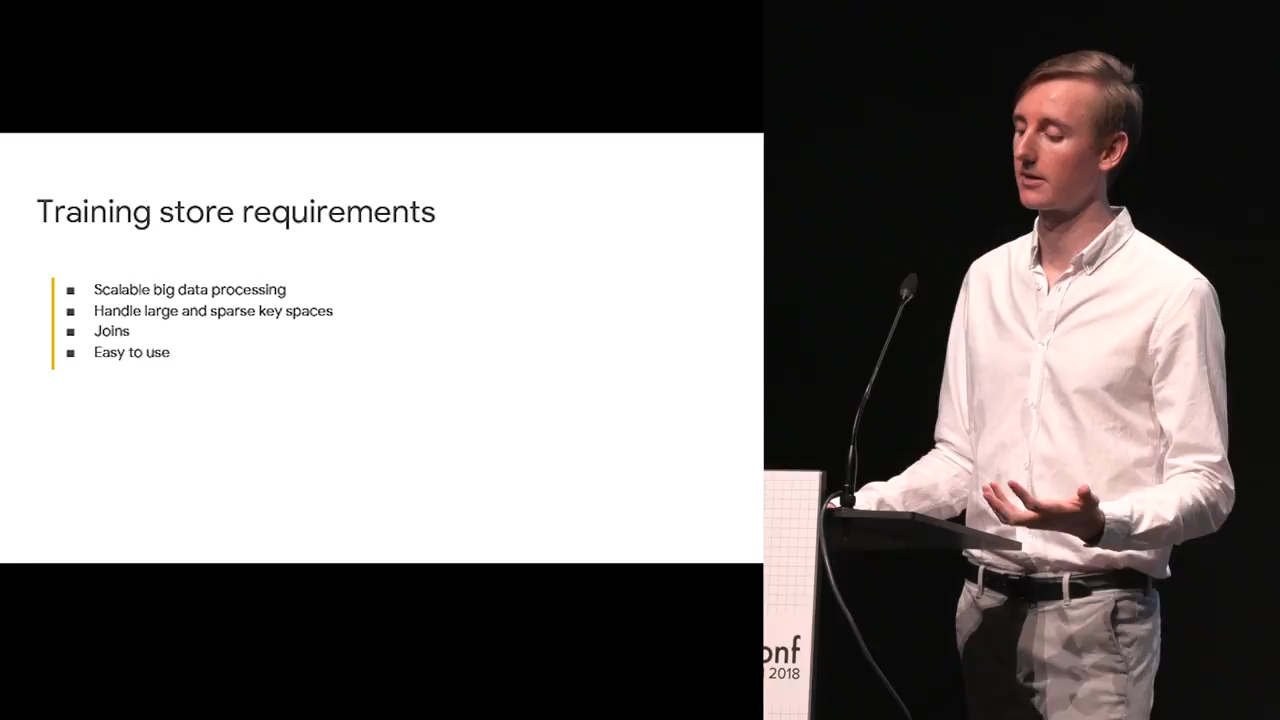 Training store requirements
Scalable big data processing
Handle large and sparse key spaces
Joins
Easy to use
2018